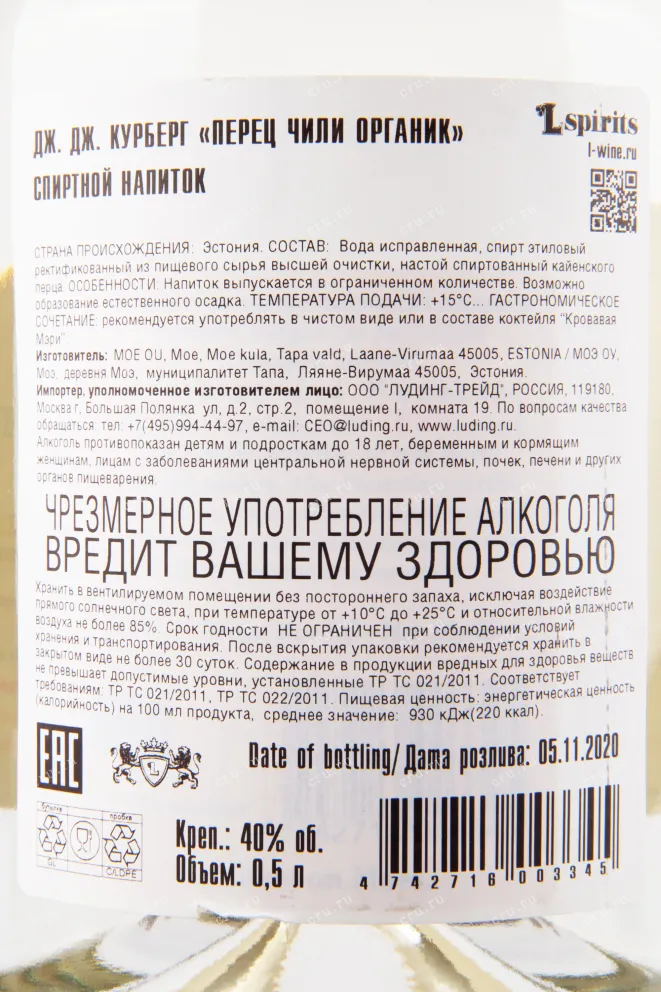 Lspirits
l-wine.ru
ДЖ. ДЖ. КУРБЕРГ «ПЕРЕЦ ЧИЛИ ОРГАНИК»
СПИРТНОЙ НАПИТОК
СТРАНА ПРОИСХОЖДЕНИЯ: Эстония. СОСТАВ: Вода исправленная, спирт этиловый
ректификованный из пищевого сырья высшей очистки, настой спиртованный кайенского
перца. ОСОБЕННОСТИ: Напиток выпускается в ограниченном количестве. Возможно
образование естественного осадка. ТЕМПЕРАТУРА ПОДАЧИ: +15°C... ГАСТРОНОМИЧЕСКОЕ
СОЧЕТАНИЕ: рекомендуется употреблять в чистом виде или в составе коктейля "Кровавая
Мэри"
Изготовитель: MOE OU, Moe, Moe kula, Tapa vald, Laane-Virumaa 45005, ESTONIA / МОЭ ОУ,
Моэ, деревня Моэ, муниципалитет Тапа, Ляяне-Вирумаа 45005, Эстония.
Импортер, уполномоченное изготовителем лицо: ООО "ЛУДИНГ-ТРЕЙД", РОССИЯ, 119180,
Москва г, Большая Полянка ул, д.2, стр.2, помещение I, комната 19. По вопросам качества
обращаться: тел: +7(495)994-44-97, e-mail: CEO@luding.ru, www.luding.ru.
Алкоголь противопоказан детям и подросткам до 18 лет, беременным и кормящим
женщинам, лицам с заболеваниями центральной нервной системы, почек, печени и других
органов пищеварения.
ЧРЕЗМЕРНОЕ УПОТРЕБЛЕНИЕ АЛКОГОЛЯ
ВРЕДИТ ВАШЕМУ ЗДОРОВЬЮ
Хранить в вентилируемом помещении без постороннего запаха, исключая воздействие
прямого солнечного света, при температуре от +10°C до +25°C и относительной влажности
воздуха не более 85%. Срок годности НЕ ОГРАНИЧЕН при соблюдении условий
хранения и транспортирования. После вскрытия упаковки рекомендуется хранить в
закрытом виде не более 30 суток. Содержание в продукции вредных для здоровья веществ
не превышает допустимые уровни, установленные ТР ТС 021/2011. Соответствует
требованиям: ТР ТС 021/2011, ТР ТС 022/2011. Пищевая ценность: энергетическая ценность
(калорийность) на 100 мл продукта, среднее значение: 930 кДж(220 ккал).
EAC
Date of bottling/ Дата розлива: 05.11.2020
бутылка
пробка
GL
C/LDPE
Креп.: 40% об.
Объем: 0,5 л
4 742716 003345